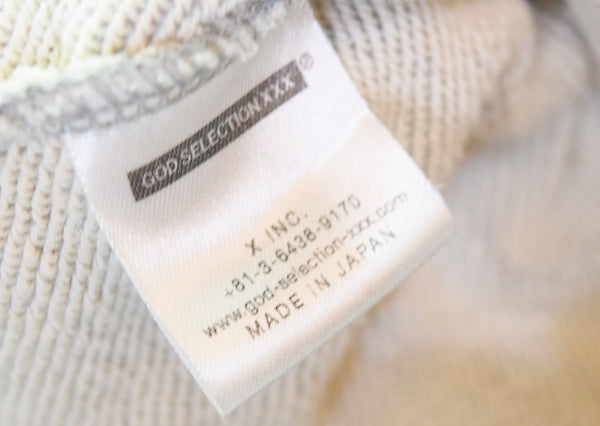 GOD SELECTION XXX®
X INC.
+81-3-6438-9170
www.god-selection-xxx.com
MADE IN JAPAN